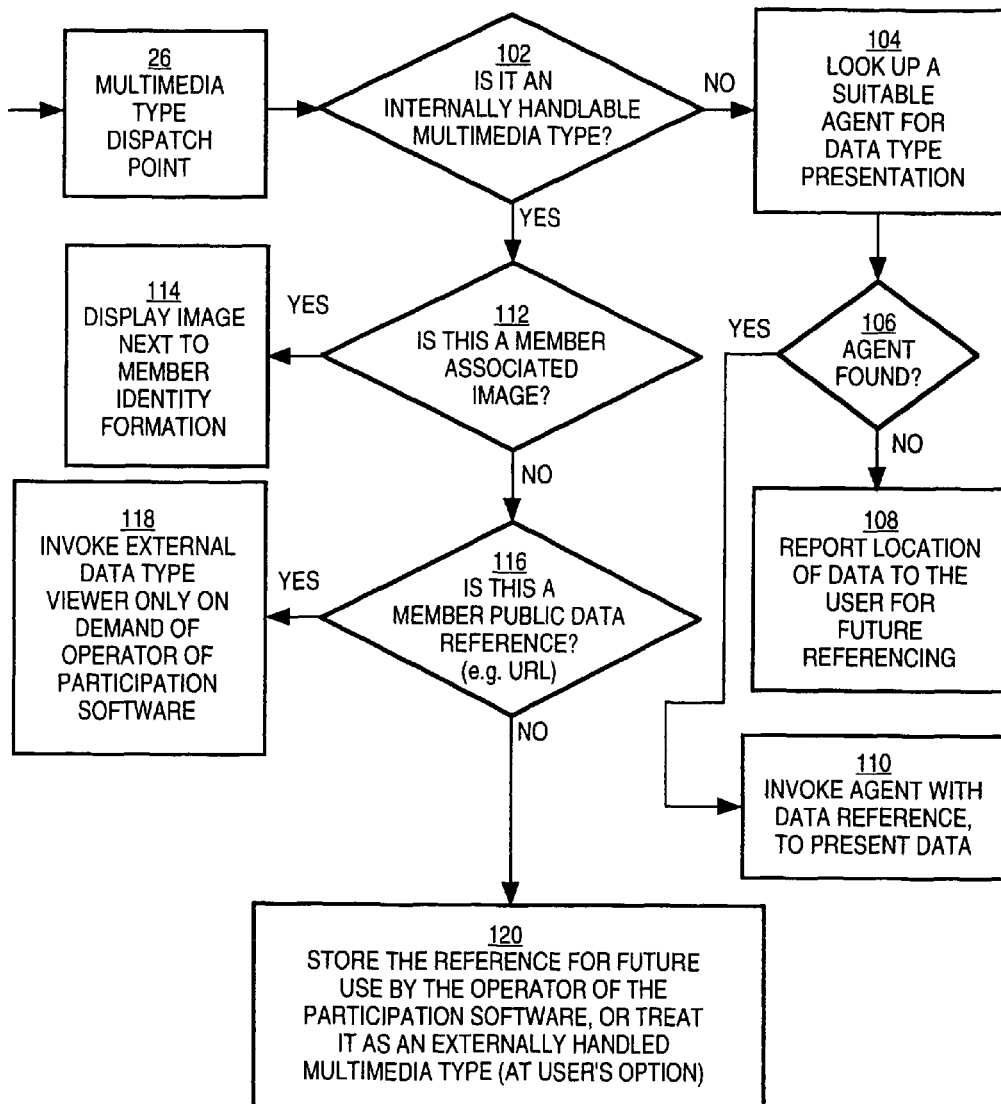 26
MULTIMEDIA
TYPE
DISPATCH
POINT
102
IS IT AN
INTERNALLY HANDLABLE
MULTIMEDIA TYPE?
NO
104
LOOK UP A
SUITABLE
AGENT FOR
DATA TYPE
PRESENTATION
YES
114
DISPLAY IMAGE
NEXT TO
MEMBER
IDENTITY
FORMATION
YES
112
IS THIS A MEMBER
ASSOCIATED
IMAGE?
YES
106
AGENT
FOUND?
NO
NO
118
INVOKE EXTERNAL
DATA TYPE
VIEWER ONLY ON
DEMAND OF
OPERATOR OF
PARTICIPATION
SOFTWARE
YES
116
IS THIS A
MEMBER PUBLIC DATA
REFERENCE?
(e.g. URL)
108
REPORT LOCATION
OF DATA TO THE
USER FOR
FUTURE
REFERENCING
NO
110
INVOKE AGENT WITH
DATA REFERENCE,
TO PRESENT DATA
120
STORE THE REFERENCE FOR FUTURE
USE BY THE OPERATOR OF THE
PARTICIPATION SOFTWARE, OR TREAT
IT AS AN EXTERNALLY HANDLED
MULTIMEDIA TYPE (AT USER'S OPTION)